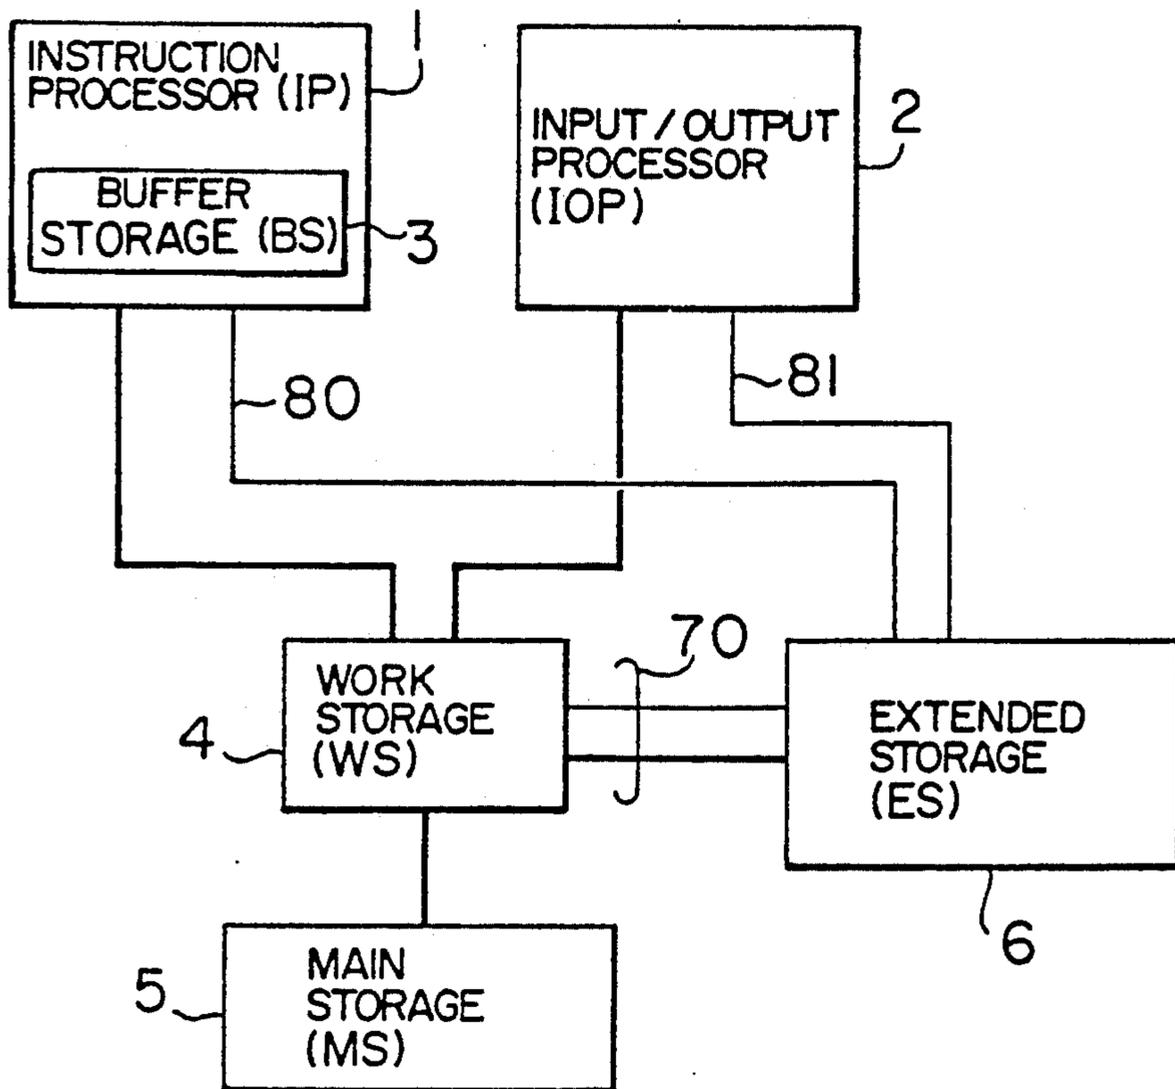 INSTRUCTION
PROCESSOR (IP)
1
BUFFER
STORAGE (BS)
3
INPUT / OUTPUT
PROCESSOR
(IOP)
2
80
81
WORK
STORAGE
(WS)
4
70
EXTENDED
STORAGE
(ES)
6
MAIN
STORAGE
(MS)
5